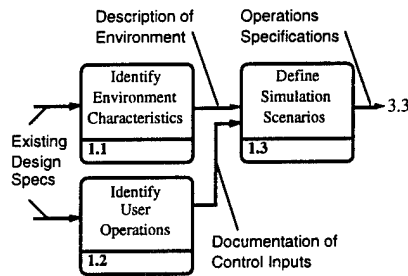 Description of
Environment
Operations
Specifications
Identify
Environment
Characteristics
1.1
Define
Simulation
Scenarios
1.3
3.3
Existing
Design
Specs
Identify
User
Operations
1.2
Documentation of
Control Inputs